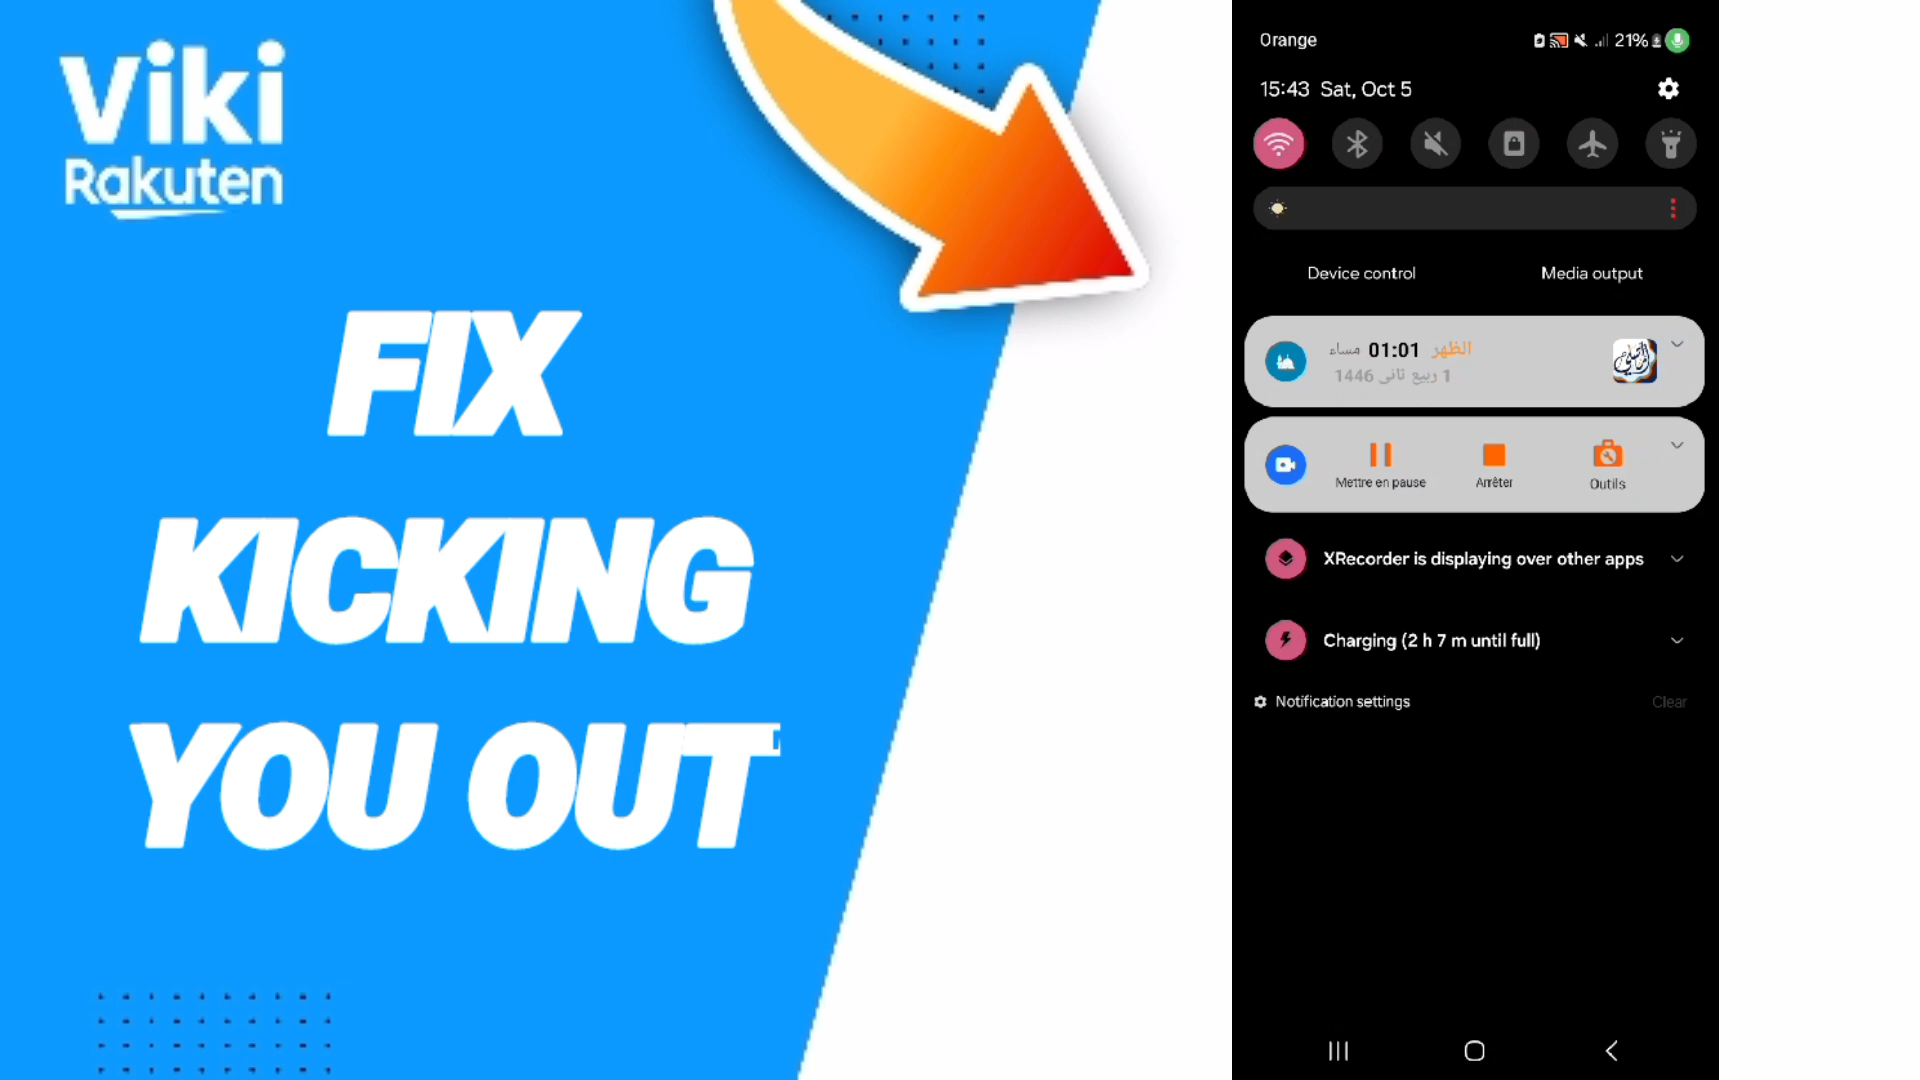 Viki
Rakuten
FIX
KICKING
YOU OUT
Orange
21%
15:43 Sat, Oct 5
Device control
Media output
الظهر 01:01 مساء
1 ربيع ثاني 1446
Mettre en pause
Arrêter
Outils
XRecorder is displaying over other apps
Charging (2 h 7 m until full)
Notification settings
Clear